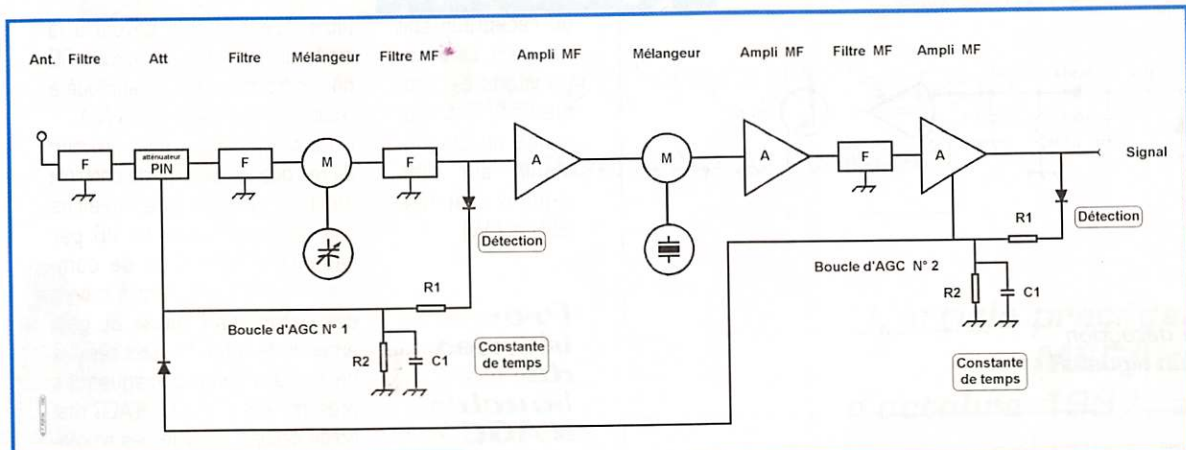 Ant. Filtre Att Filtre Mélangeur Filtre MF Ampli MF Mélangeur Ampli MF Filtre MF Ampli MF
F
atténuateur
PIN
F
M
F
A
M
A
F
A
Signal
Détection
R1
Boucle d'AGC N° 1
R2
C1
Constante
de temps
R1
Détection
Boucle d'AGC N° 2
R2
C1
Constante
de temps